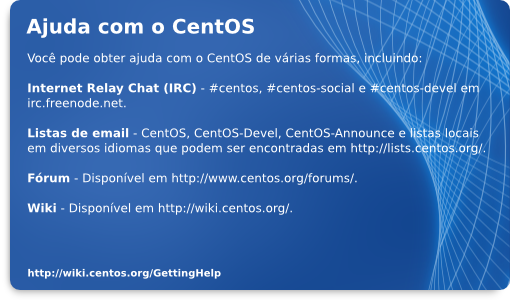 Ajuda com o CentOS
Você pode obter ajuda com o CentOS de várias formas, incluindo:
Internet Relay Chat (IRC) - #centos, #centos-social e #centos-devel em
irc.freenode.net.
Listas de email - CentOS, CentOS-Devel, CentOS-Announce e listas locais
em diversos idiomas que podem ser encontradas em http://lists.centos.org/.
Fórum - Disponível em http://www.centos.org/forums/.
Wiki - Disponível em http://wiki.centos.org/.
http://wiki.centos.org/GettingHelp